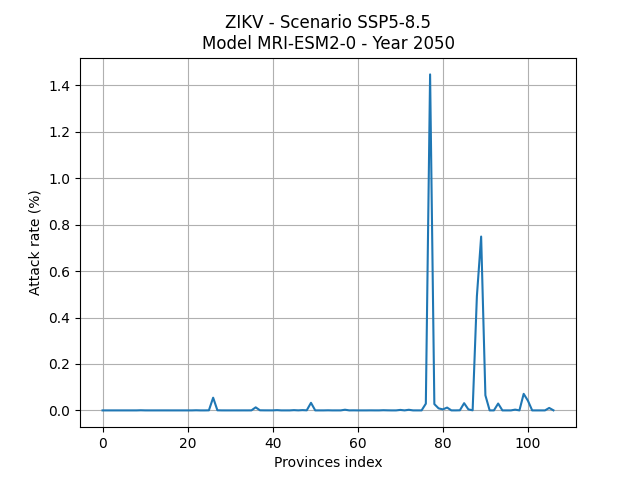 ZIKV - Scenario SSP5-8.5
Model MRI-ESM2-0 - Year 2050
1.4
1.2
1.0
0.8
0.6
0.4
0.2
0.0
Attack rate (%)
0 20 40 60 80 100
Provinces index